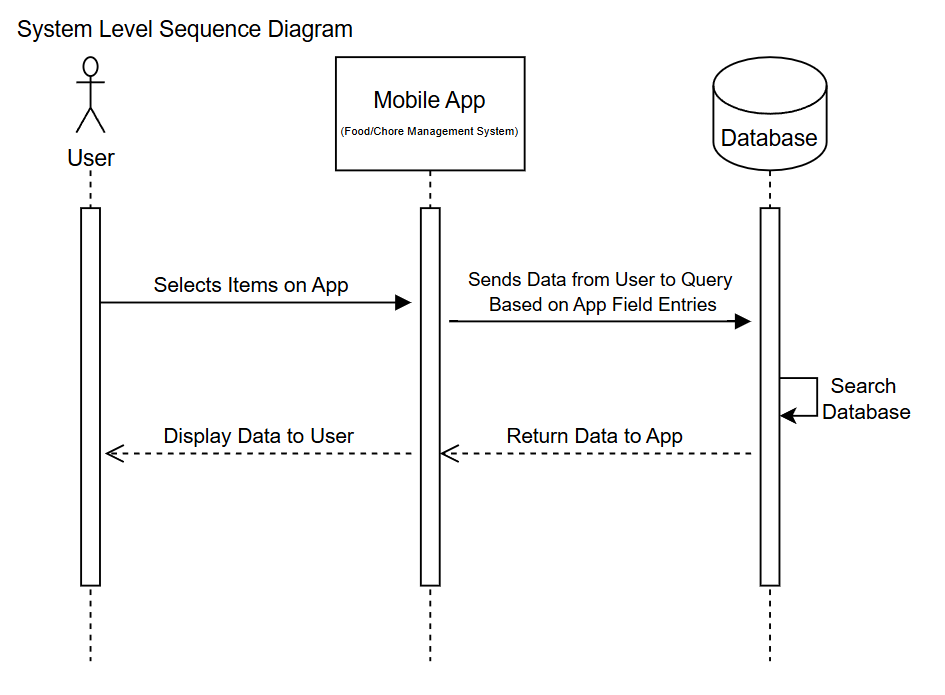 System Level Sequence Diagram
User
Mobile App
(Food/Chore Management System)
Database
Selects Items on App
Sends Data from User to Query
Based on App Field Entries
Search
Database
Display Data to User
Return Data to App